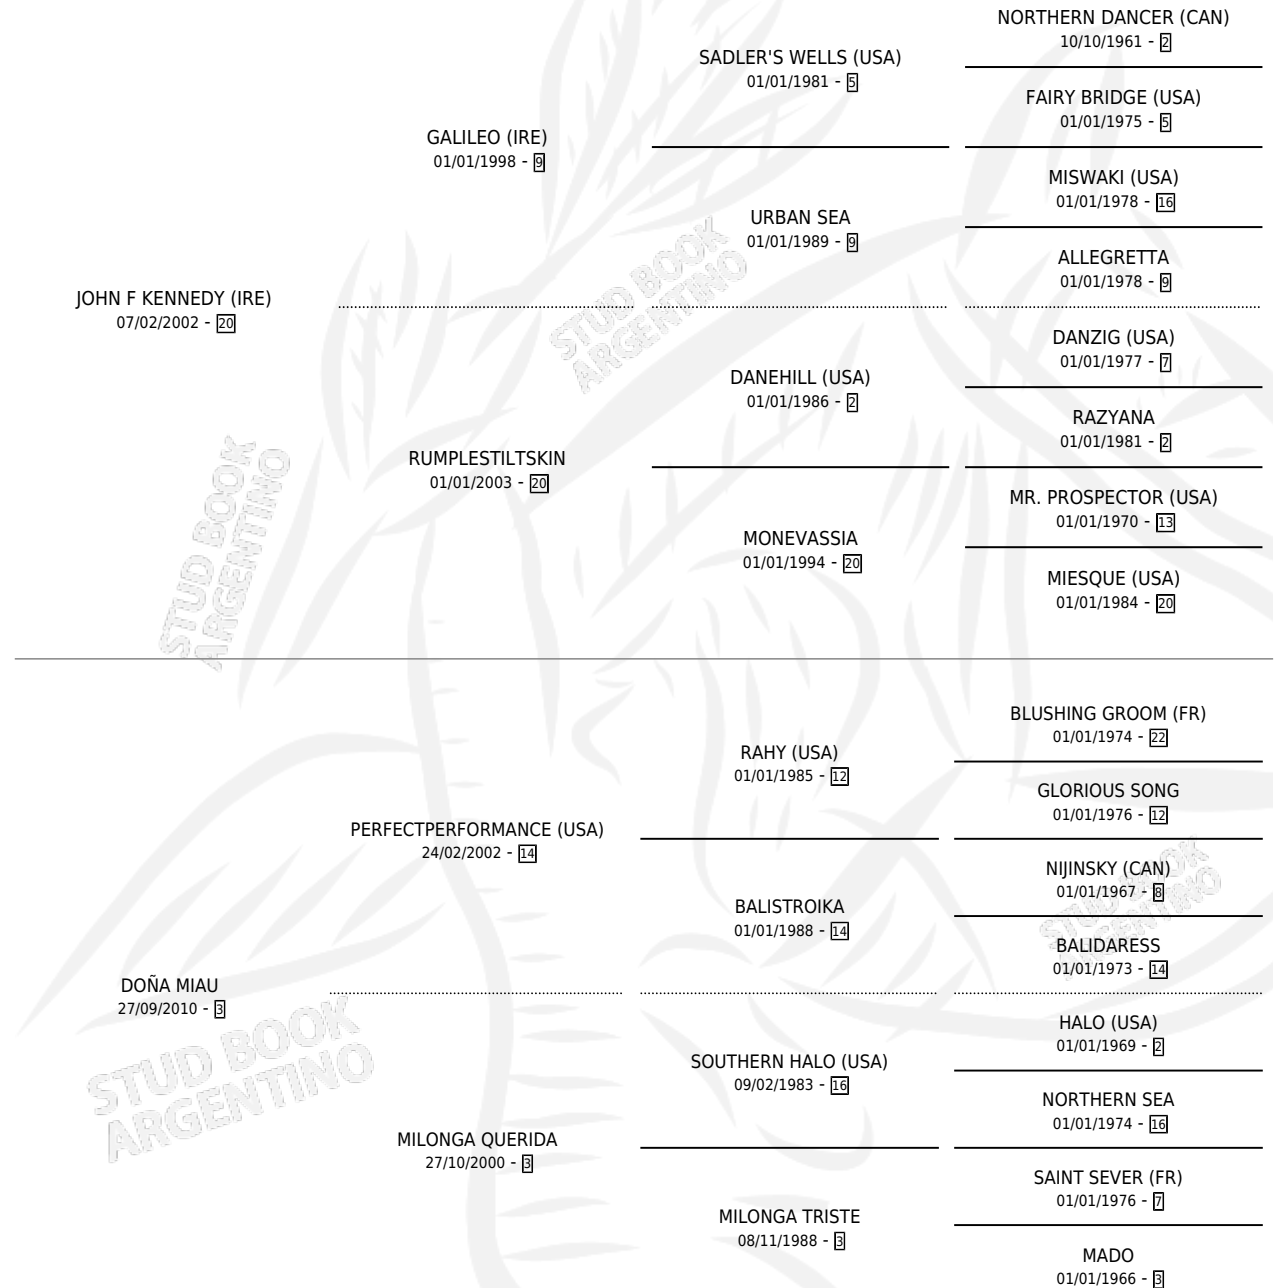 NORTHERN DANCER (CAN)
10/10/1961 - 2
SADLER'S WELLS (USA)
01/01/1981 - 5
FAIRY BRIDGE (USA)
01/01/1975 - 5
GALILEO (IRE)
01/01/1998 - 9
MISWAKI (USA)
01/01/1978 - 16
URBAN SEA
01/01/1989 - 9
ALLEGRETTA
01/01/1978 - 9
JOHN F KENNEDY (IRE)
07/02/2002 - 20
DANZIG (USA)
01/01/1977 - 7
DANEHILL (USA)
01/01/1986 - 2
RAZYANA
01/01/1981 - 2
RUMPLESTILTSKIN
01/01/2003 - 20
MR. PROSPECTOR (USA)
01/01/1970 - 13
MONEVASSIA
01/01/1994 - 20
MIESQUE (USA)
01/01/1984 - 20
BLUSHING GROOM (FR)
01/01/1974 - 22
RAHY (USA)
01/01/1985 - 12
GLORIOUS SONG
01/01/1976 - 12
PERFECTPERFORMANCE (USA)
24/02/2002 - 14
NIJINSKY (CAN)
01/01/1967 - 8
BALISTROIKA
01/01/1988 - 14
BALIDARESS
01/01/1973 - 14
DOÑA MIAU
27/09/2010 - 3
HALO (USA)
01/01/1969 - 2
SOUTHERN HALO (USA)
09/02/1983 - 16
NORTHERN SEA
01/01/1974 - 16
MILONGA QUERIDA
27/10/2000 - 3
SAINT SEVER (FR)
01/01/1976 - 7
MILONGA TRISTE
08/11/1988 - 3
MADO
01/01/1966 - 3
STUD BOOK
ARGENTINO
STUD BOOK
ARGENTINO
STUD BOOK
ARGENTINO
STUD BOOK
ARGENTINO